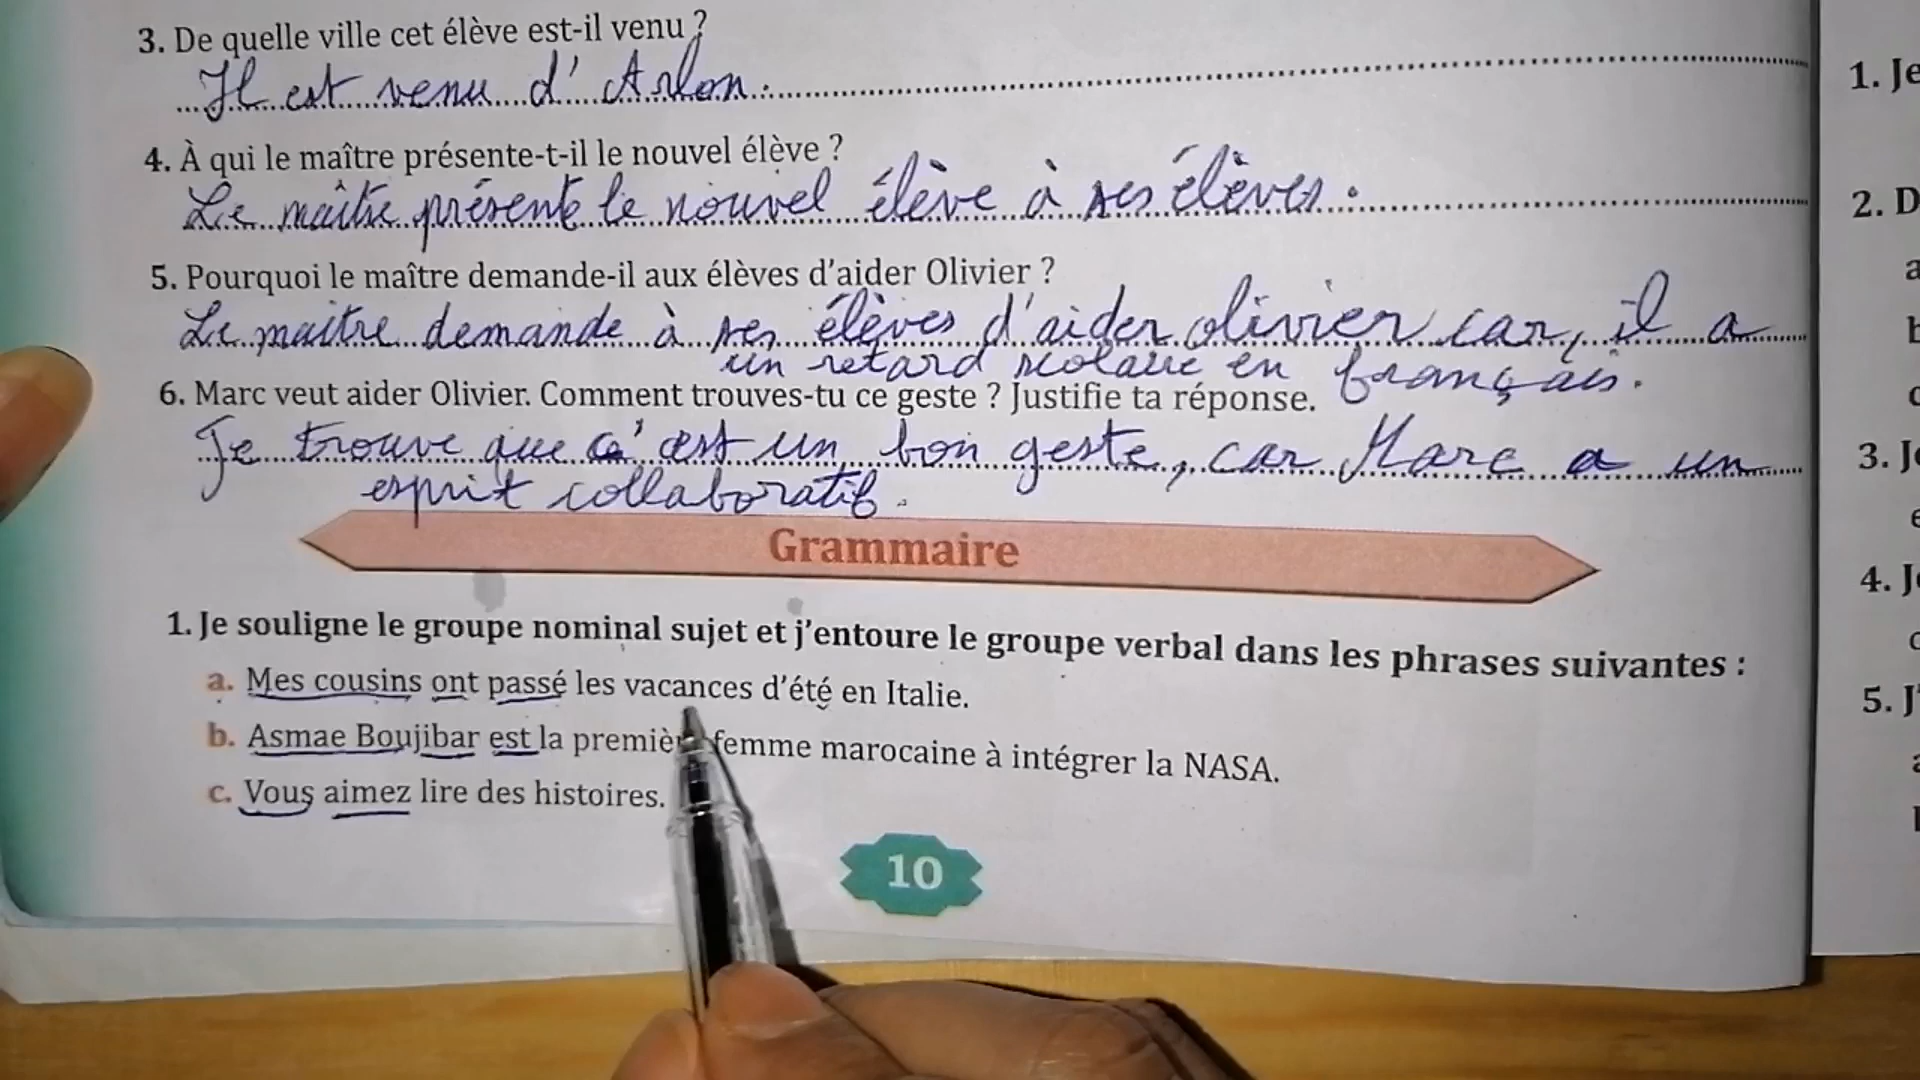 3. De quelle ville cet élève est-il venu ?
Il est venu d' Arlon.
4. À qui le maître présente-t-il le nouvel élève ?
Le maître présente le nouvel élève à ses élèves.
5. Pourquoi le maître demande-il aux élèves d'aider Olivier ?
Le maitre demande à ses élèves d'aider olivier car, il a
un retard scolaire en français.
6. Marc veut aider Olivier. Comment trouves-tu ce geste ? Justifie ta réponse.
Je trouve que c' est un bon geste, car Marc a un
esprit collaboratif.
Grammaire
1. Je souligne le groupe nominal sujet et j'entoure le groupe verbal dans les phrases suivantes :
a. Mes cousins ont passé les vacances d'été en Italie.
b. Asmae Boujibar est la femme marocaine à intégrer la NASA.
c. Vous aimez lire des histoires.
10
1. Je
2. D
3. J
4. J
5. J'